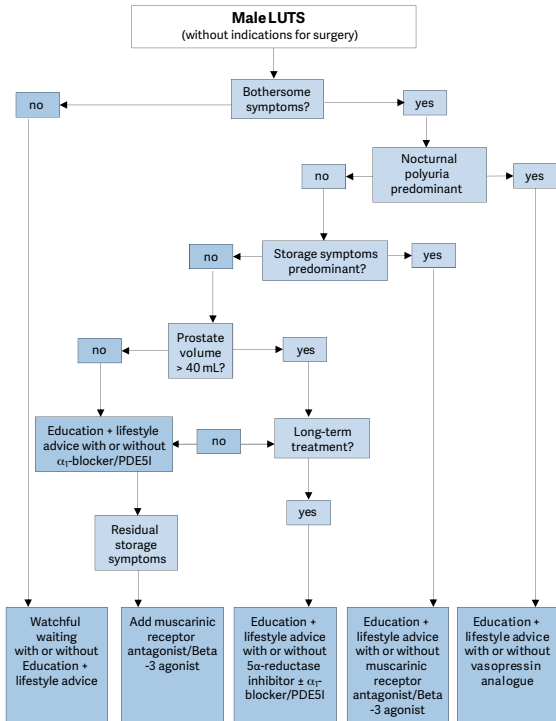 Male LUTS
(without indications for surgery)
Bothersome
symptoms?
no
yes
Nocturnal
polyuria
predominant
no
yes
Storage symptoms
predominant?
no
yes
Prostate
volume
> 40 mL?
no
yes
Education + lifestyle
advice with or without
α₁-blocker/PDE5I
no
Long-term
treatment?
yes
Residual
storage
symptoms
Watchful
waiting
with or without
Education +
lifestyle advice
Add muscarinic
receptor
antagonist/Beta
-3 agonist
Education +
lifestyle advice
with or without
5α-reductase
inhibitor ± α₁-
blocker/PDE5I
Education +
lifestyle advice
with or without
muscarinic
receptor
antagonist/Beta
-3 agonist
Education +
lifestyle advice
with or without
vasopressin
analogue